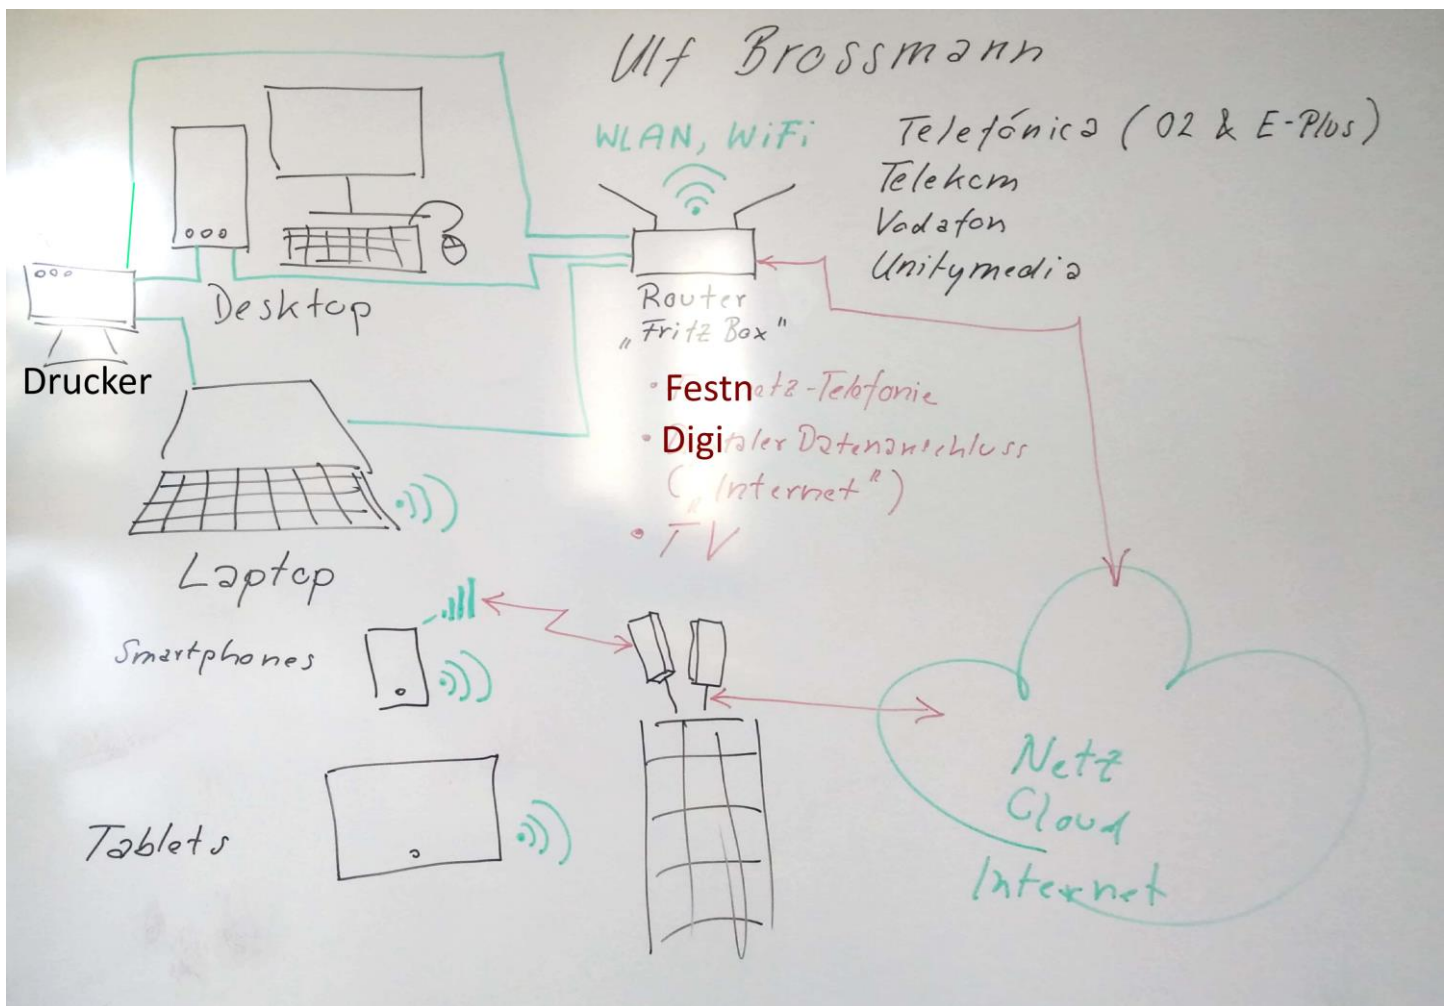 Ulf Brossmann
WLAN, WiFi
Telefónica (O2 & E-Plus)
Telekom
Vodafon
Unitymedia
Router
„Fritz Box"
Desktop
Drucker
• Festnetz-Telefonie
• Digitaler Datenanschluss
(„Internet")
• TV
Laptop
Smartphones
Tablets
Netz
Cloud
Internet